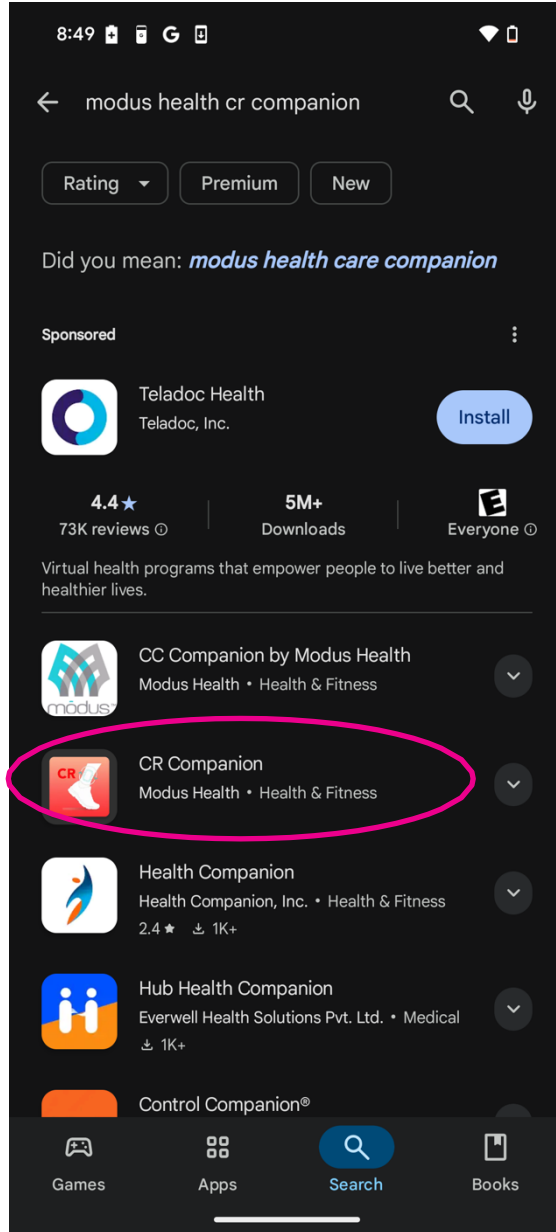 8:49 G
modus health cr companion
Rating Premium New
Did you mean: modus health care companion
Sponsored
Teladoc Health
Teladoc, Inc.
Install
4.4★ 5M+ E
73K reviews Downloads Everyone
Virtual health programs that empower people to live better and
healthier lives.
CC Companion by Modus Health
Modus Health • Health & Fitness
mōdus
CR Companion
CR
Modus Health • Health & Fitness
Health Companion
Health Companion, Inc. • Health & Fitness
2.4 ★ 1K+
Hub Health Companion
Everwell Health Solutions Pvt. Ltd. • Medical
1K+
Control Companion®
Games Apps Search Books